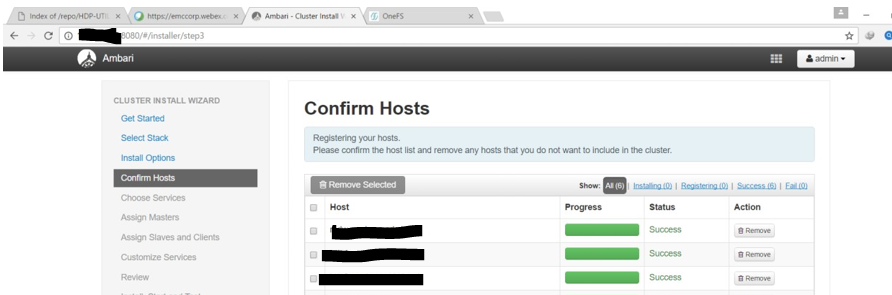 Index of /repo/HDP-UTIL
https://emccorp.webex.c
Ambari - Cluster Install W
OneFS
8080/#/installer/step3
Ambari
admin
CLUSTER INSTALL WIZARD
Get Started
Select Stack
Install Options
Confirm Hosts
Choose Services
Assign Masters
Assign Slaves and Clients
Customize Services
Review
Confirm Hosts
Registering your hosts.
Please confirm the host list and remove any hosts that you do not want to include in the cluster.
Remove Selected
Show: All (6) | Installing (0) | Registering (0) | Success (6) | Fail (0)
Host Progress Status Action
Success Remove
Success Remove
Success Remove